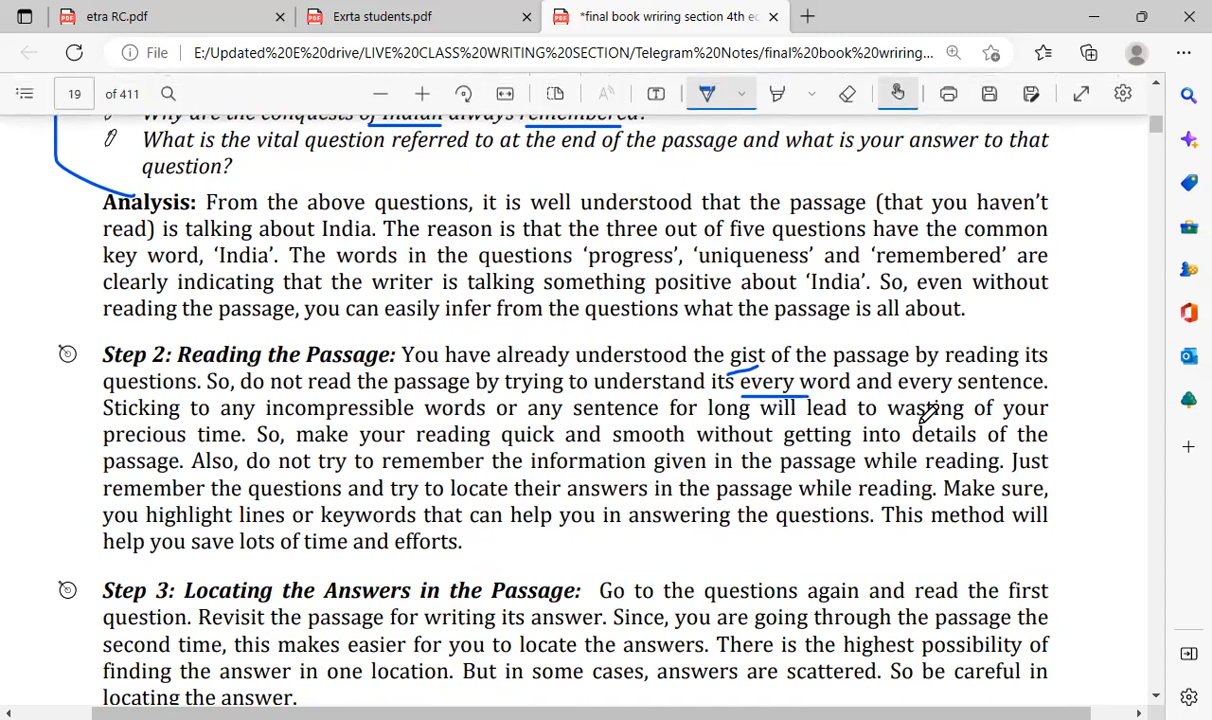 etra RC.pdf
Exrta students.pdf
*final book wriring section 4th ec
File
E:/Updated%20E%20drive/LIVE%20CLASS%20WRITING%20SECTION/Telegram%20Notes/final%20book%20wriring...
19 of 411
Why are the conquests of Indian always remembered?
What is the vital question referred to at the end of the passage and what is your answer to that
question?
Analysis: From the above questions, it is well understood that the passage (that you haven't
read) is talking about India. The reason is that the three out of five questions have the common
key word, 'India'. The words in the questions 'progress', 'uniqueness' and 'remembered' are
clearly indicating that the writer is talking something positive about 'India'. So, even without
reading the passage, you can easily infer from the questions what the passage is all about.
Step 2: Reading the Passage: You have already understood the gist of the passage by reading its
questions. So, do not read the passage by trying to understand its every word and every sentence.
Sticking to any incompressible words or any sentence for long will lead to wasting of your
precious time. So, make your reading quick and smooth without getting into details of the
passage. Also, do not try to remember the information given in the passage while reading. Just
remember the questions and try to locate their answers in the passage while reading. Make sure,
you highlight lines or keywords that can help you in answering the questions. This method will
help you save lots of time and efforts.
Step 3: Locating the Answers in the Passage: Go to the questions again and read the first
question. Revisit the passage for writing its answer. Since, you are going through the passage the
second time, this makes easier for you to locate the answers. There is the highest possibility of
finding the answer in one location. But in some cases, answers are scattered. So be careful in
locating the answer.